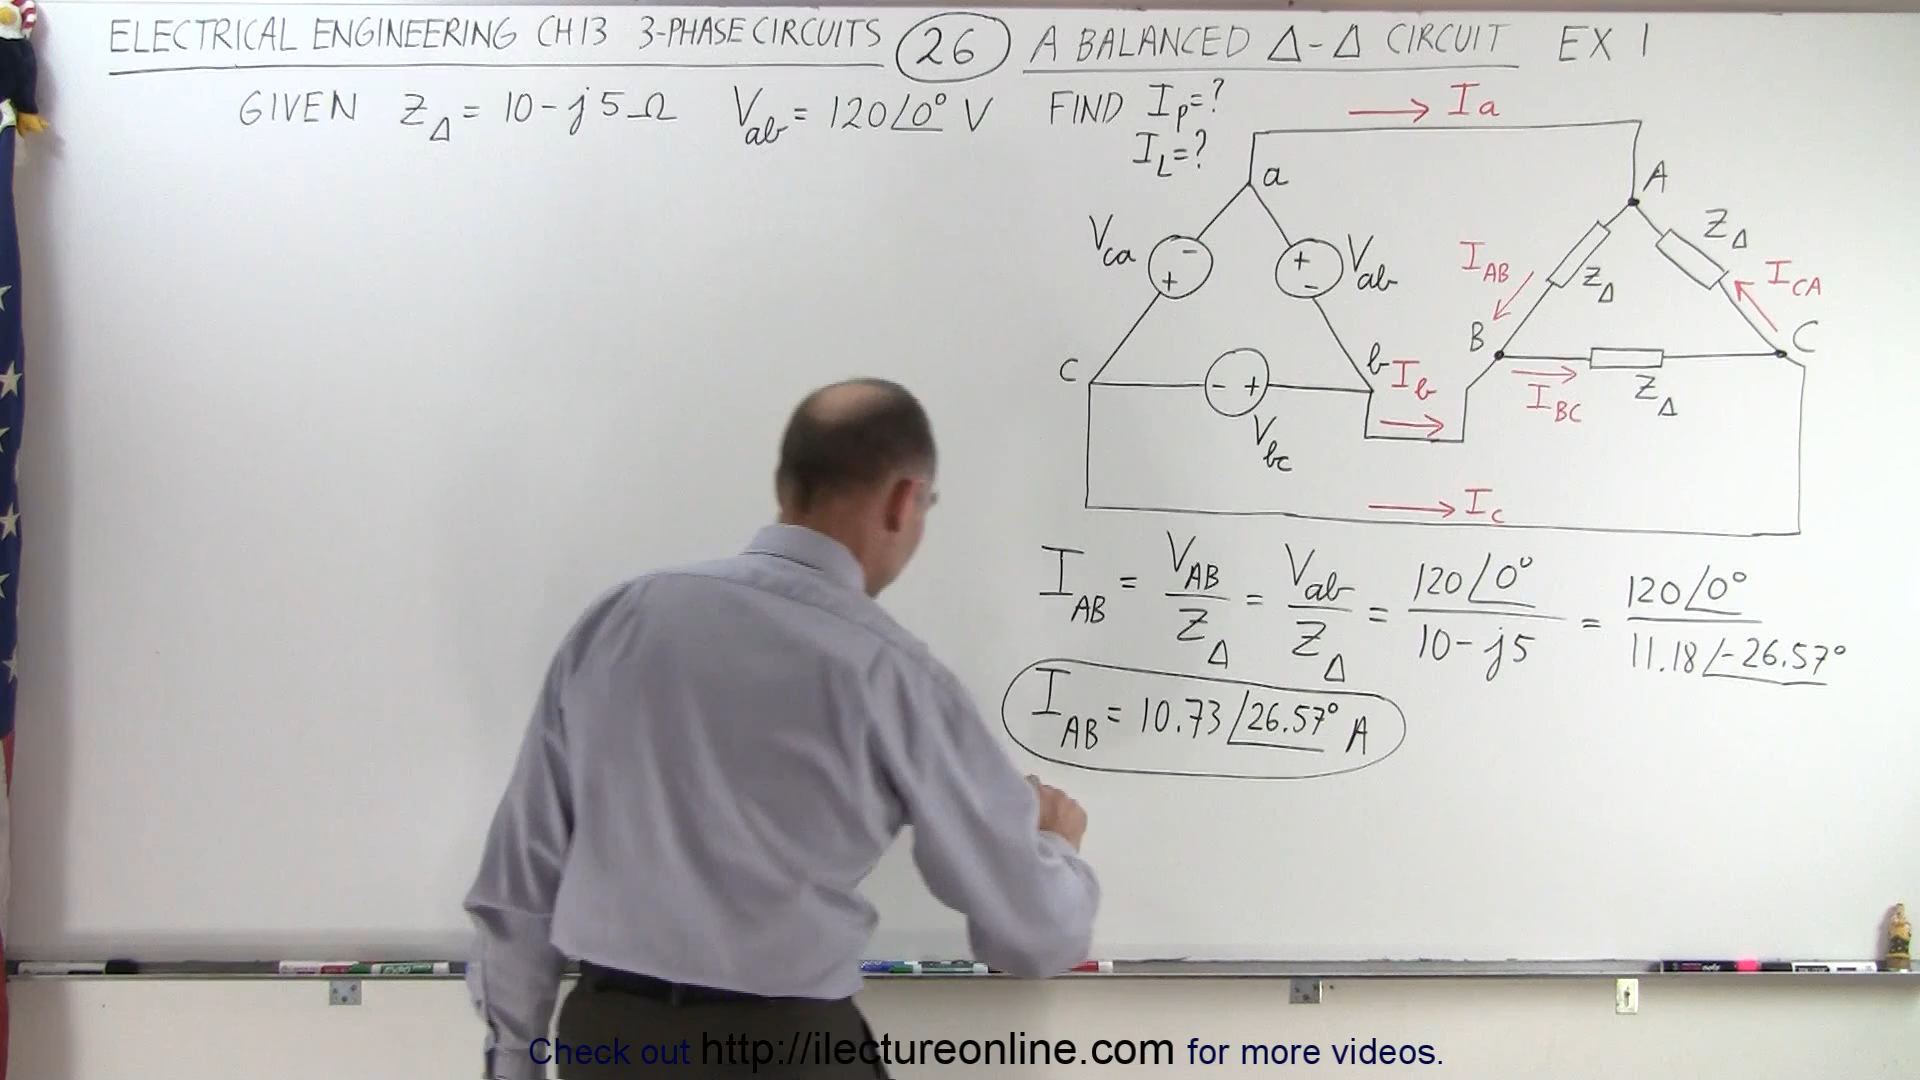 ELECTRICAL ENGINEERING CH13 3-PHASE CIRCUITS 26 A BALANCED Δ-Δ CIRCUIT EX 1
GIVEN Z_Δ = 10-j5Ω V_ab = 120∠0° V FIND I_P=?
I_L=?
I_a
a
A
V_ca
- +
+ -
V_ab
I_AB
Z_Δ
Z_Δ
I_CA
c
- +
V_bc
b
I_b
B
I_BC
Z_Δ
C
I_c
I_AB = V_AB/Z_Δ = V_ab/Z_Δ = 120∠0°/10-j5 = 120∠0°/11.18∠-26.57°
I_AB = 10.73∠26.57° A
Check out http://ilectureonline.com for more videos.